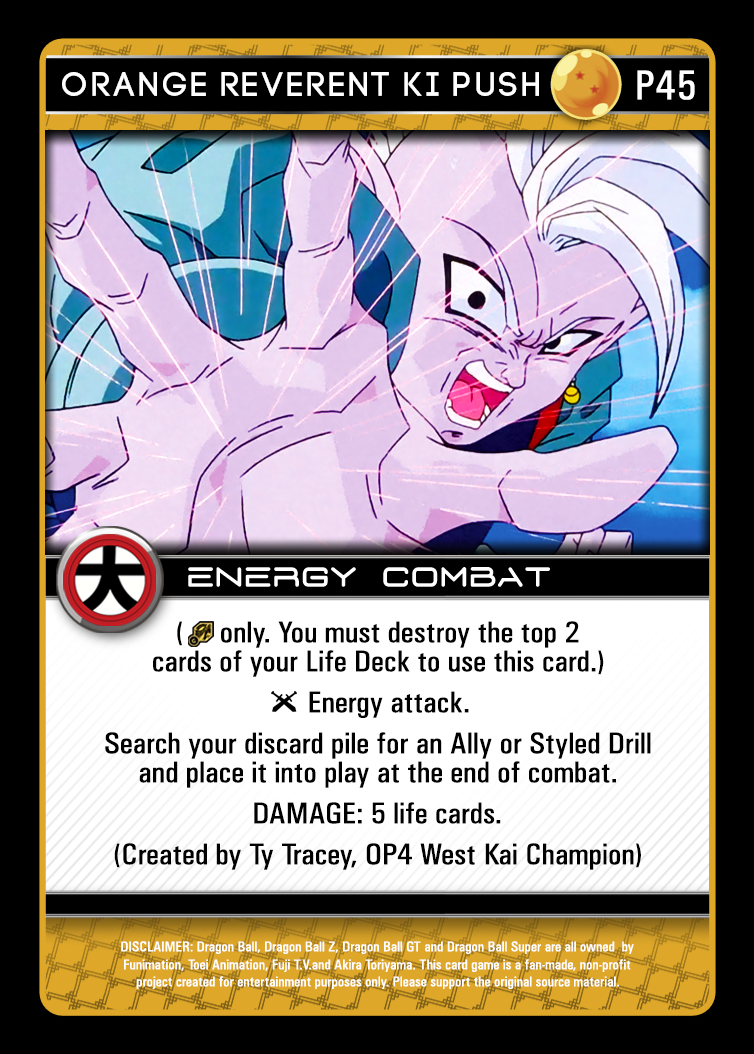 ORANGE REVERENT KI PUSH P45
大
ENERGY COMBAT
( only. You must destroy the top 2
cards of your Life Deck to use this card.)
Energy attack.
Search your discard pile for an Ally or Styled Drill
and place it into play at the end of combat.
DAMAGE: 5 life cards.
(Created by Ty Tracey, OP4 West Kai Champion)
DISCLAIMER: Dragon Ball, Dragon Ball Z, Dragon Ball GT and Dragon Ball Super are all owned by
Funimation, Toei Animation, Fuji T.V.and Akira Toriyama. This card game is a fan-made, non-profit
project created for entertainment purposes only. Please support the original source material.